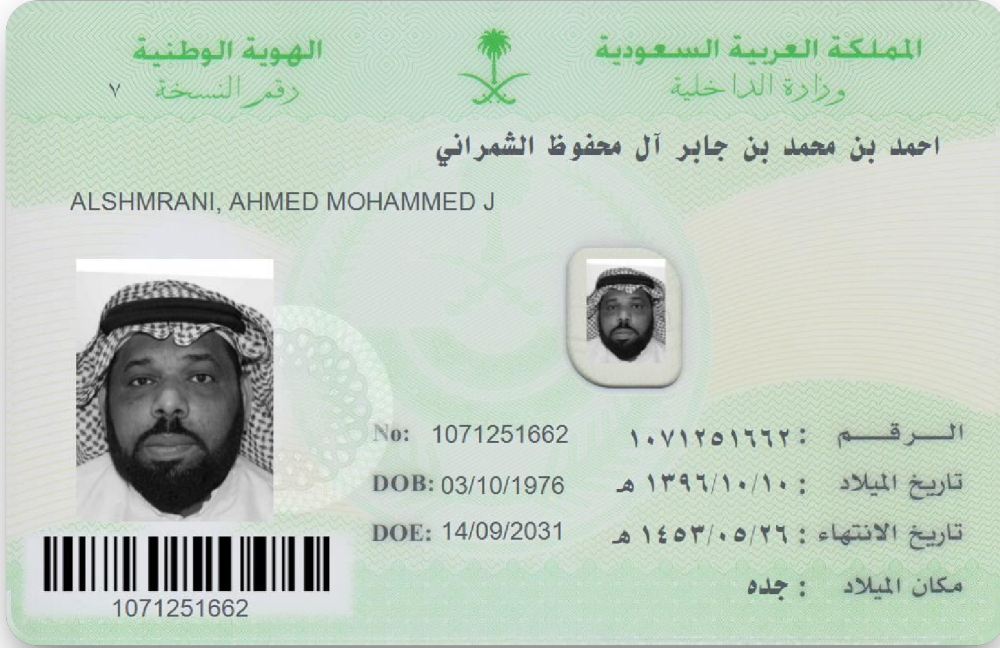 المملكة العربية السعودية
وزارة الداخلية
الهوية الوطنية
رقم النسخة ٧
احمد بن محمد بن جابر آل محفوظ الشمراني
ALSHMRANI, AHMED MOHAMMED J
الـرقـــم : ١٠٧١٢٥١٦٦٢ No: 1071251662
تاريخ الميلاد : ١٣٩٦/١٠/١٠ هـ DOB: 03/10/1976
تاريخ الانتهاء : ١٤٥٣/٠٥/٢٦ هـ DOE: 14/09/2031
مكان الميلاد : جده
1071251662